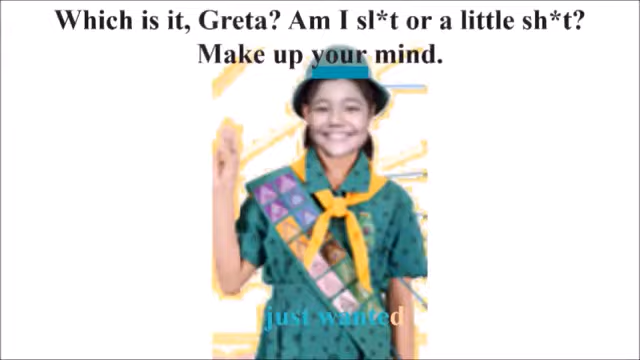 Which is it, Greta? Am I sl*t or a little sh*t?
Make up your mind.
just wanted